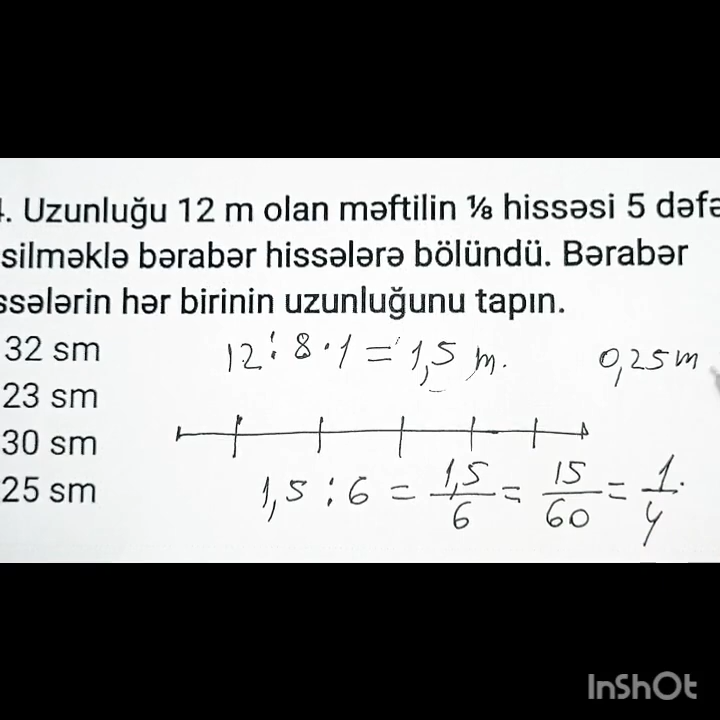 . Uzunluğu 12 m olan məftilin ⅛ hissəsi 5 dəfə
silməklə bərabər hissələrə bölündü. Bərabər
ssələrin hər birinin uzunluğunu tapın.
32 sm
12 : 8 · 1 = 1,5 m.
0,25 m
23 sm
30 sm
25 sm
1,5 : 6 = 1,5/6 = 15/60 = 1/4
InShOt